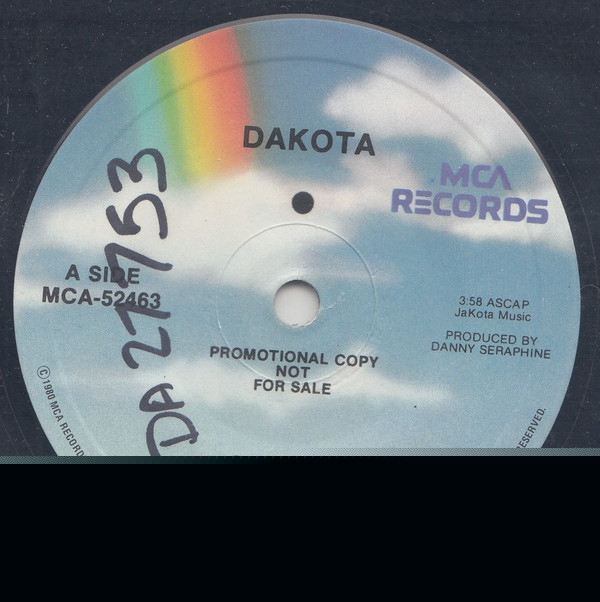 DAKOTA
MCA
RECORDS
DA 27753
A SIDE
MCA-52463
3:58 ASCAP
JaKota Music
PRODUCED BY
DANNY SERAPHINE
PROMOTIONAL COPY
NOT
FOR SALE
©1980 MCA RECORD
RESERVED.